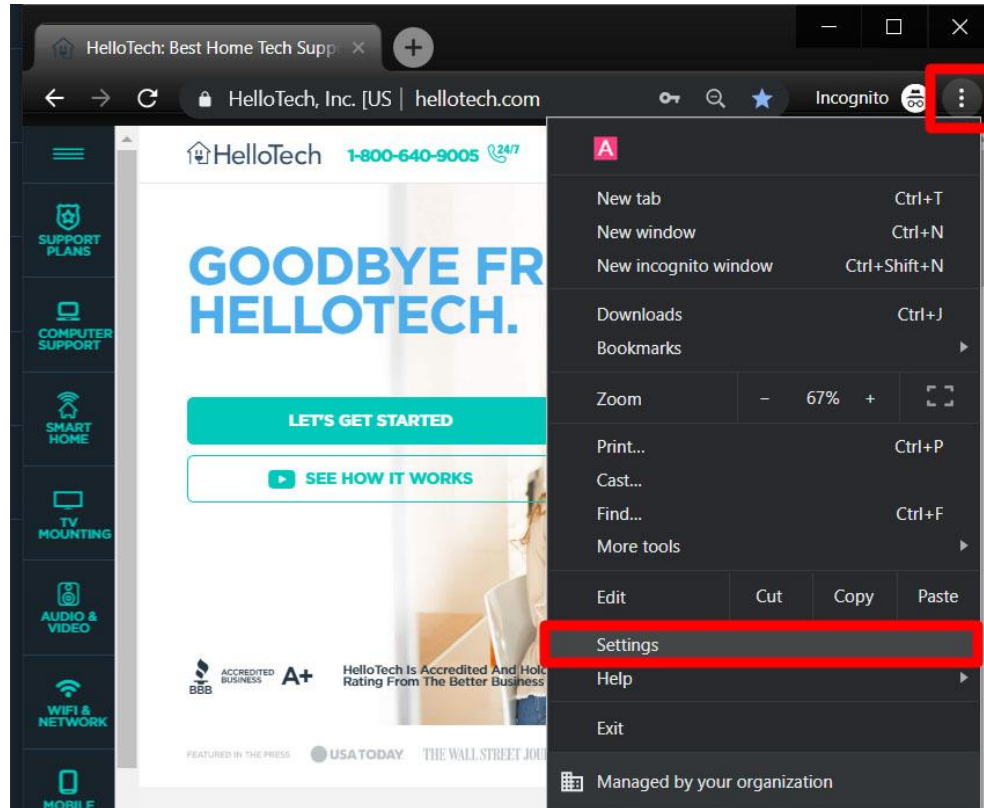 HelloTech: Best Home Tech Supp
HelloTech, Inc. [US | hellotech.com
Incognito
HelloTech 1-800-640-9005 24/7
SUPPORT
PLANS
COMPUTER
SUPPORT
SMART
HOME
TV
MOUNTING
AUDIO &
VIDEO
WIFI &
NETWORK
MOBILE
GOODBYE FR
HELLOTECH.
LET'S GET STARTED
SEE HOW IT WORKS
BBB
ACCREDITED
BUSINESS
A+
HelloTech Is Accredited And Hold
Rating From The Better Business
FEATURED IN THE PRESS USA TODAY THE WALL STREET JOU
A
New tab Ctrl+T
New window Ctrl+N
New incognito window Ctrl+Shift+N
Downloads Ctrl+J
Bookmarks
Zoom - 67% +
Print... Ctrl+P
Cast...
Find... Ctrl+F
More tools
Edit Cut Copy Paste
Settings
Help
Exit
Managed by your organization